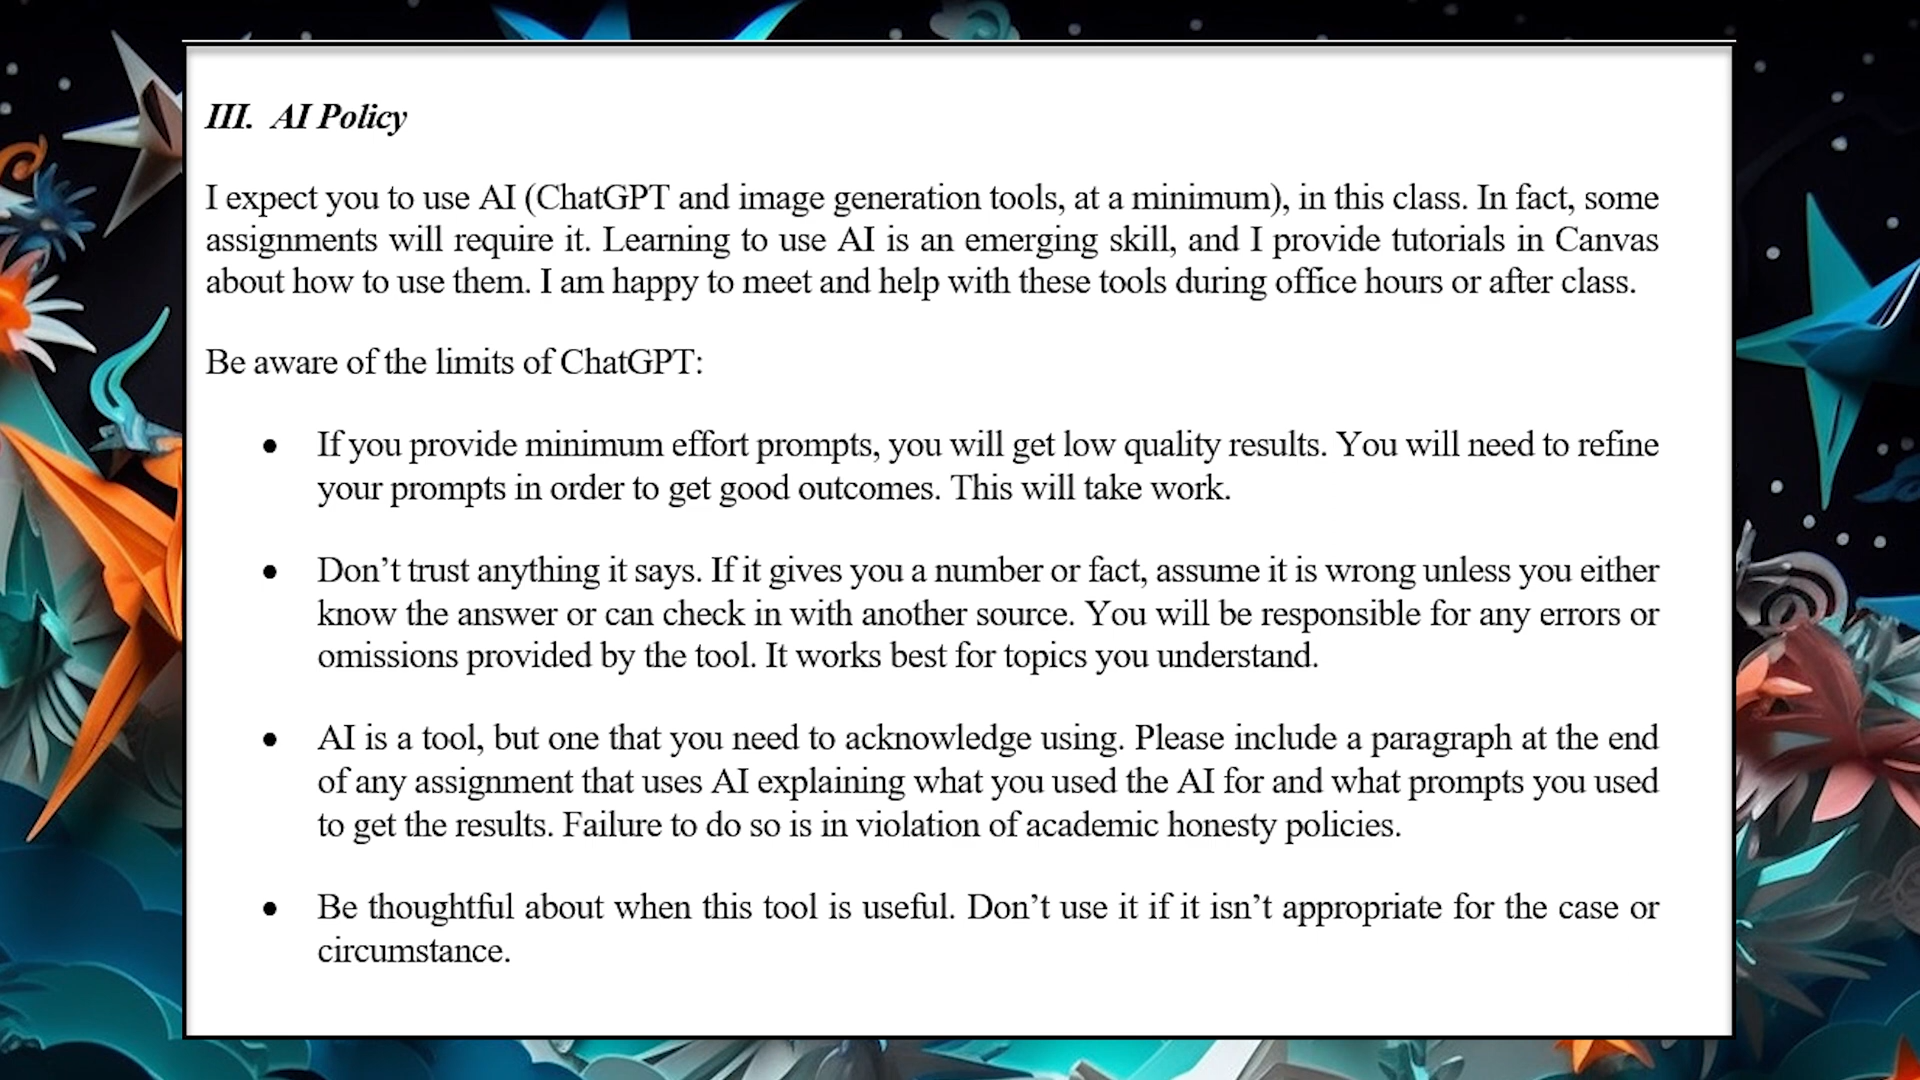 III. AI Policy
I expect you to use AI (ChatGPT and image generation tools, at a minimum), in this class. In fact, some
assignments will require it. Learning to use AI is an emerging skill, and I provide tutorials in Canvas
about how to use them. I am happy to meet and help with these tools during office hours or after class.
Be aware of the limits of ChatGPT:
• If you provide minimum effort prompts, you will get low quality results. You will need to refine
your prompts in order to get good outcomes. This will take work.
• Don’t trust anything it says. If it gives you a number or fact, assume it is wrong unless you either
know the answer or can check in with another source. You will be responsible for any errors or
omissions provided by the tool. It works best for topics you understand.
• AI is a tool, but one that you need to acknowledge using. Please include a paragraph at the end
of any assignment that uses AI explaining what you used the AI for and what prompts you used
to get the results. Failure to do so is in violation of academic honesty policies.
• Be thoughtful about when this tool is useful. Don’t use it if it isn’t appropriate for the case or
circumstance.